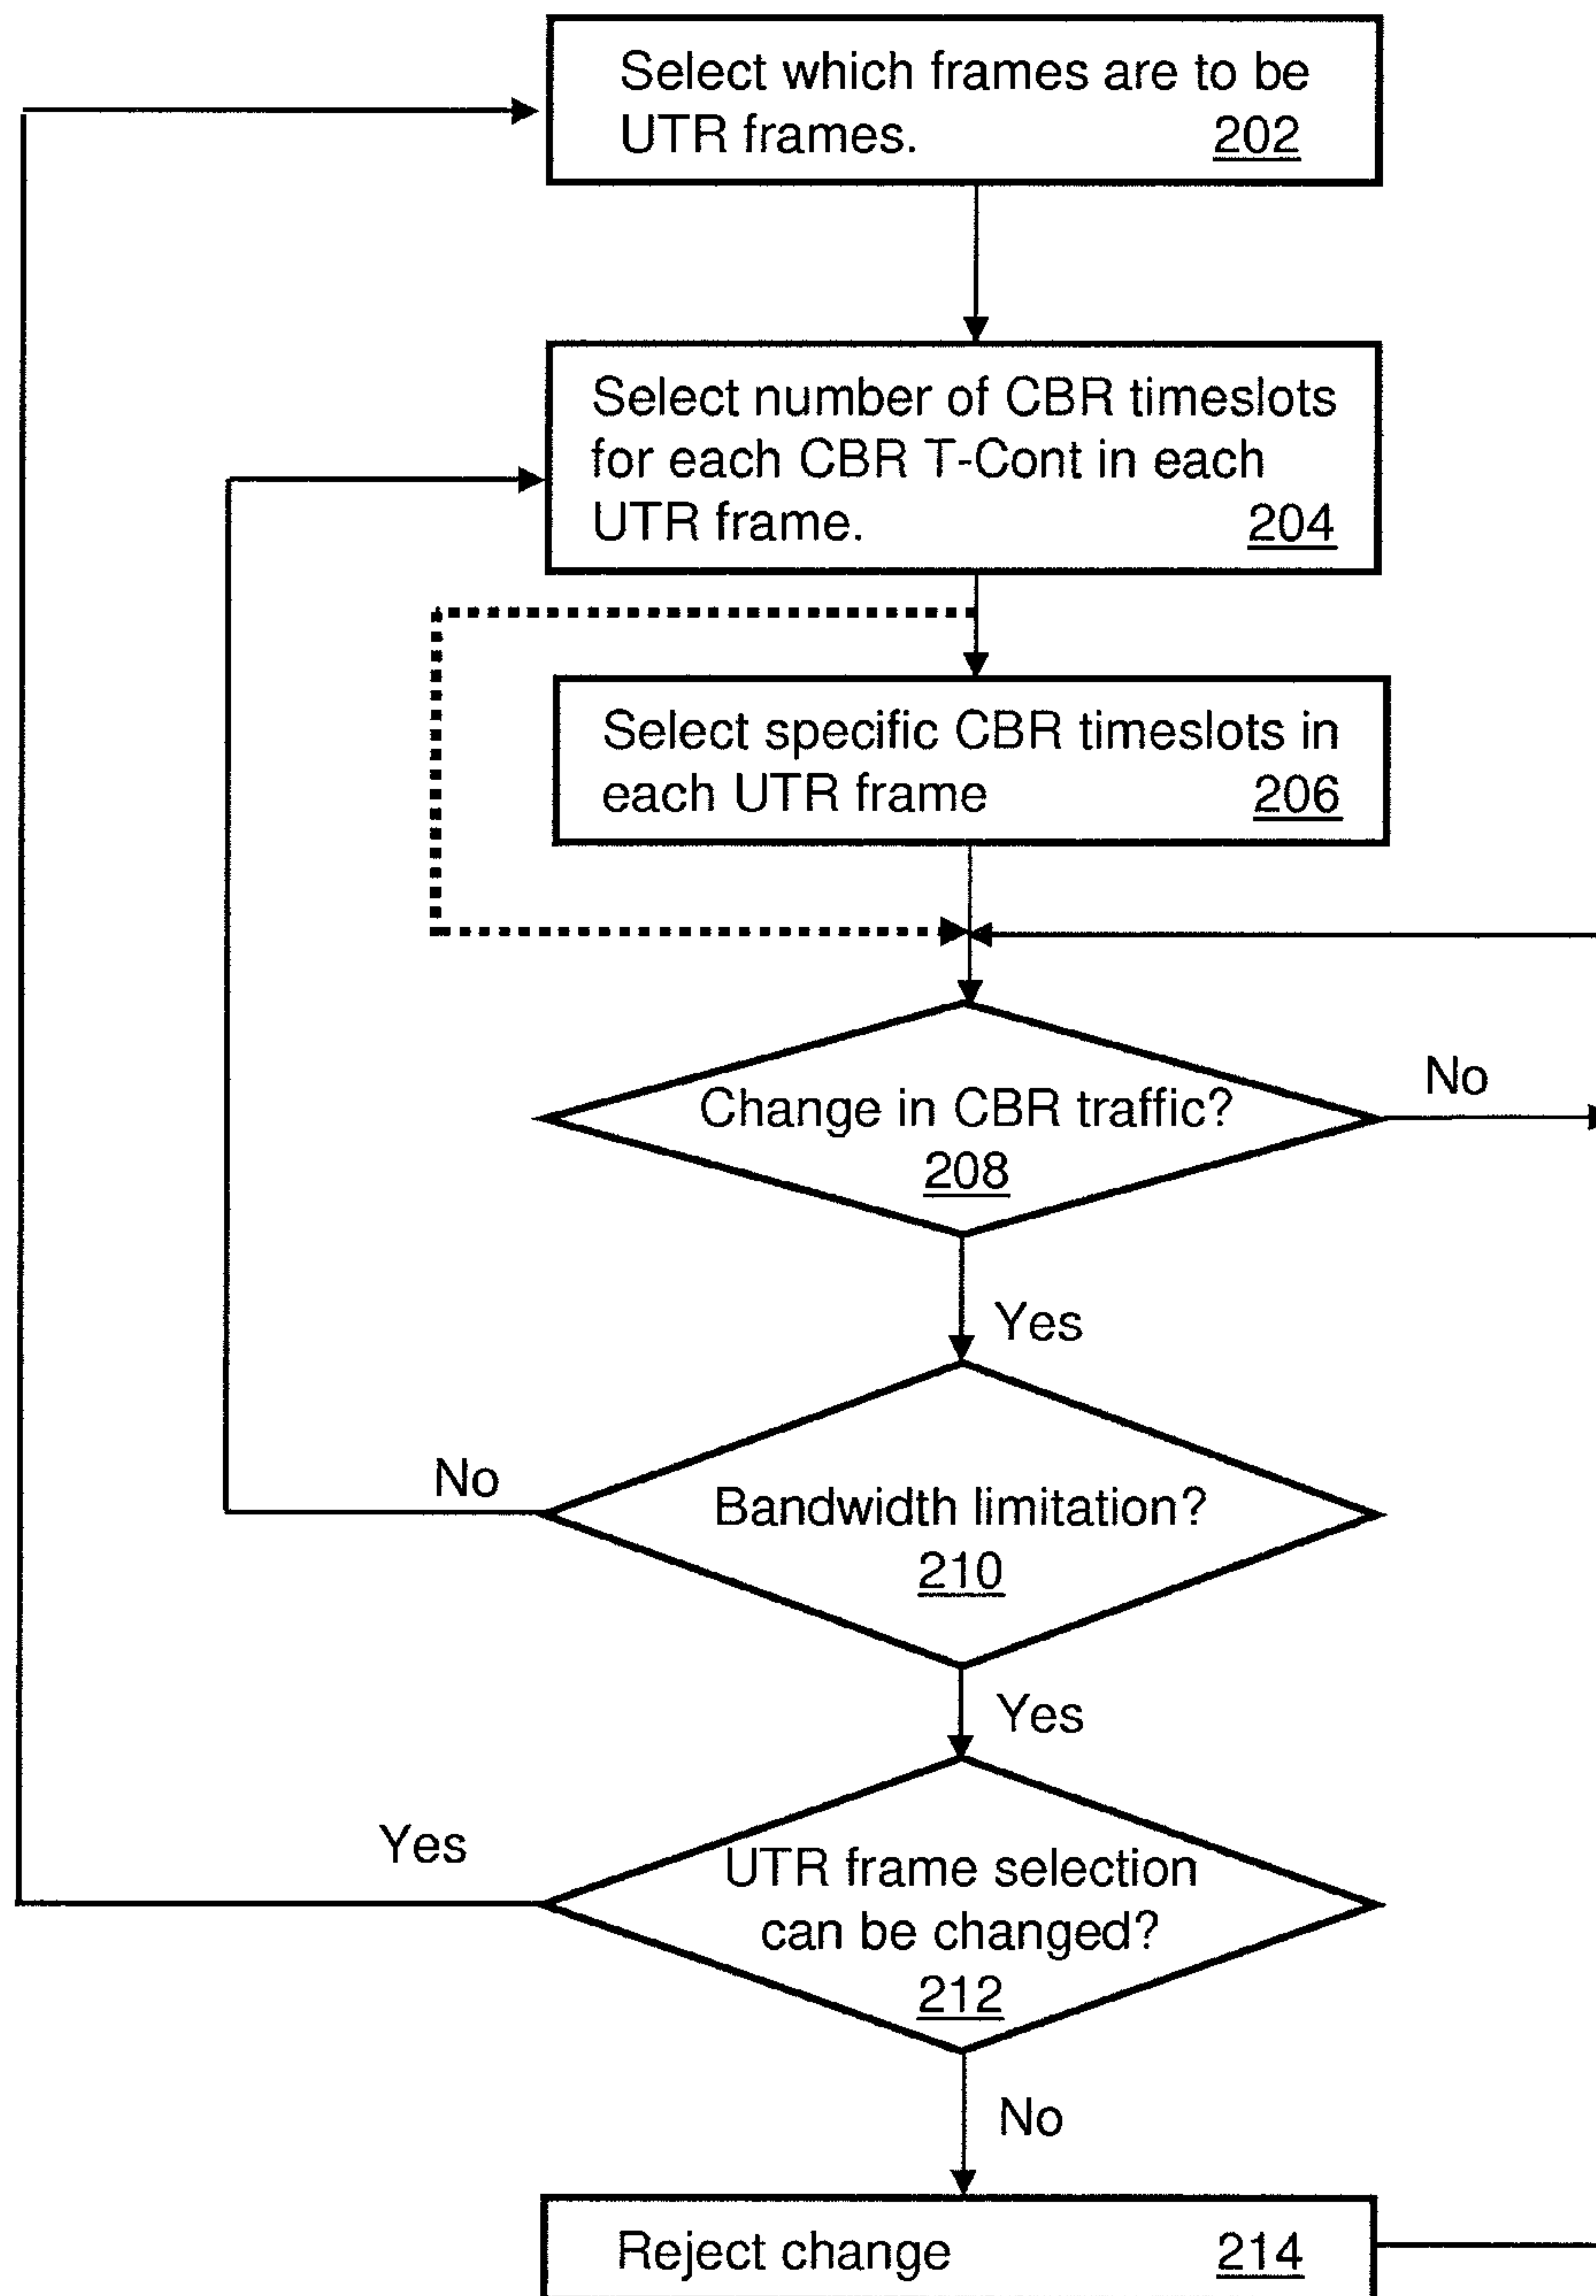 Select which frames are to be
UTR frames. 202
Select number of CBR timeslots
for each CBR T-Cont in each
UTR frame. 204
Select specific CBR timeslots in
each UTR frame 206
Change in CBR traffic?
208
No
Yes
Bandwidth limitation?
210
No
Yes
UTR frame selection
can be changed?
212
Yes
No
Reject change 214